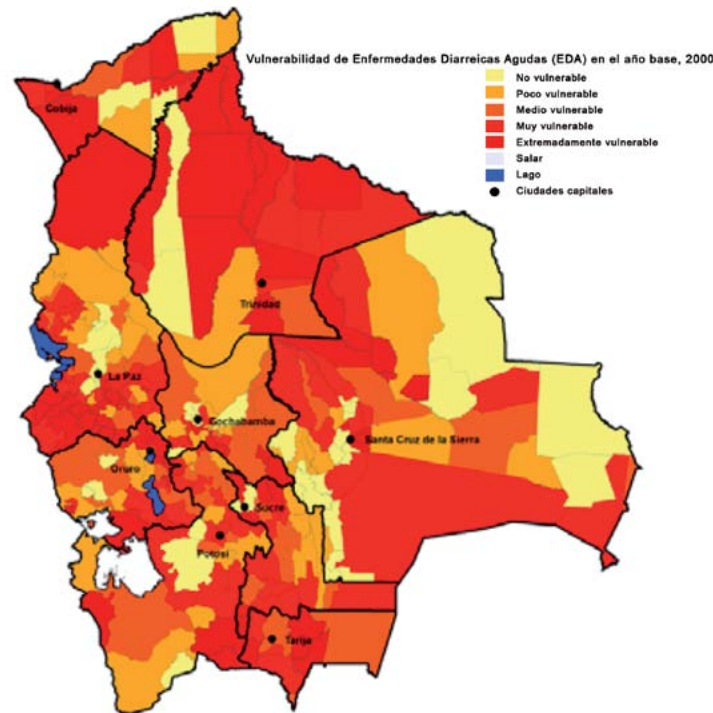 Vulnerabilidad de Enfermedades Diarreicas Agudas (EDA) en el año base, 2000
No vulnerable
Poco vulnerable
Medio vulnerable
Muy vulnerable
Extremadamente vulnerable
Salar
Lago
Ciudades capitales
Cobija
Trinidad
La Paz
Cochabamba
Santa Cruz de la Sierra
Oruro
Sucre
Potosi
Tarija